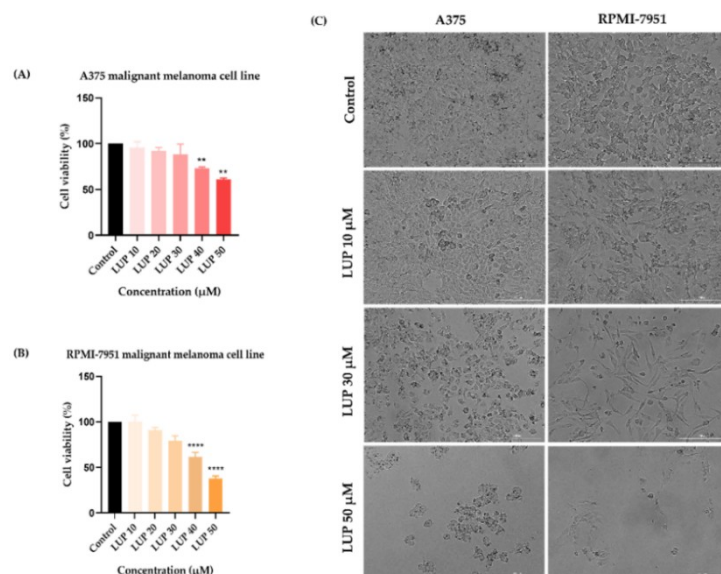 (A)
A375 malignant melanoma cell line
150
100
50
0
Cell viability (%)
**
**
Control
LUP 10
LUP 20
LUP 30
LUP 40
LUP 50
Concentration (μM)
(B)
RPMI-7951 malignant melanoma cell line
150
100
50
0
Cell viability (%)
****
****
Control
LUP 10
LUP 20
LUP 30
LUP 40
LUP 50
Concentration (μM)
(C)
A375
RPMI-7951
Control
LUP 10 μM
LUP 30 μM
LUP 50 μM